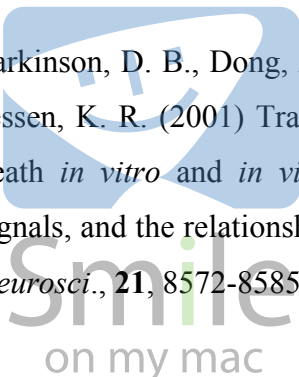 arkinson, D. B., Dong,
essen, K. R. (2001) Tra
eath in vitro and in vi
gnals, and the relationsh
eurosci., 21, 8572-8585
Smile
on my mac